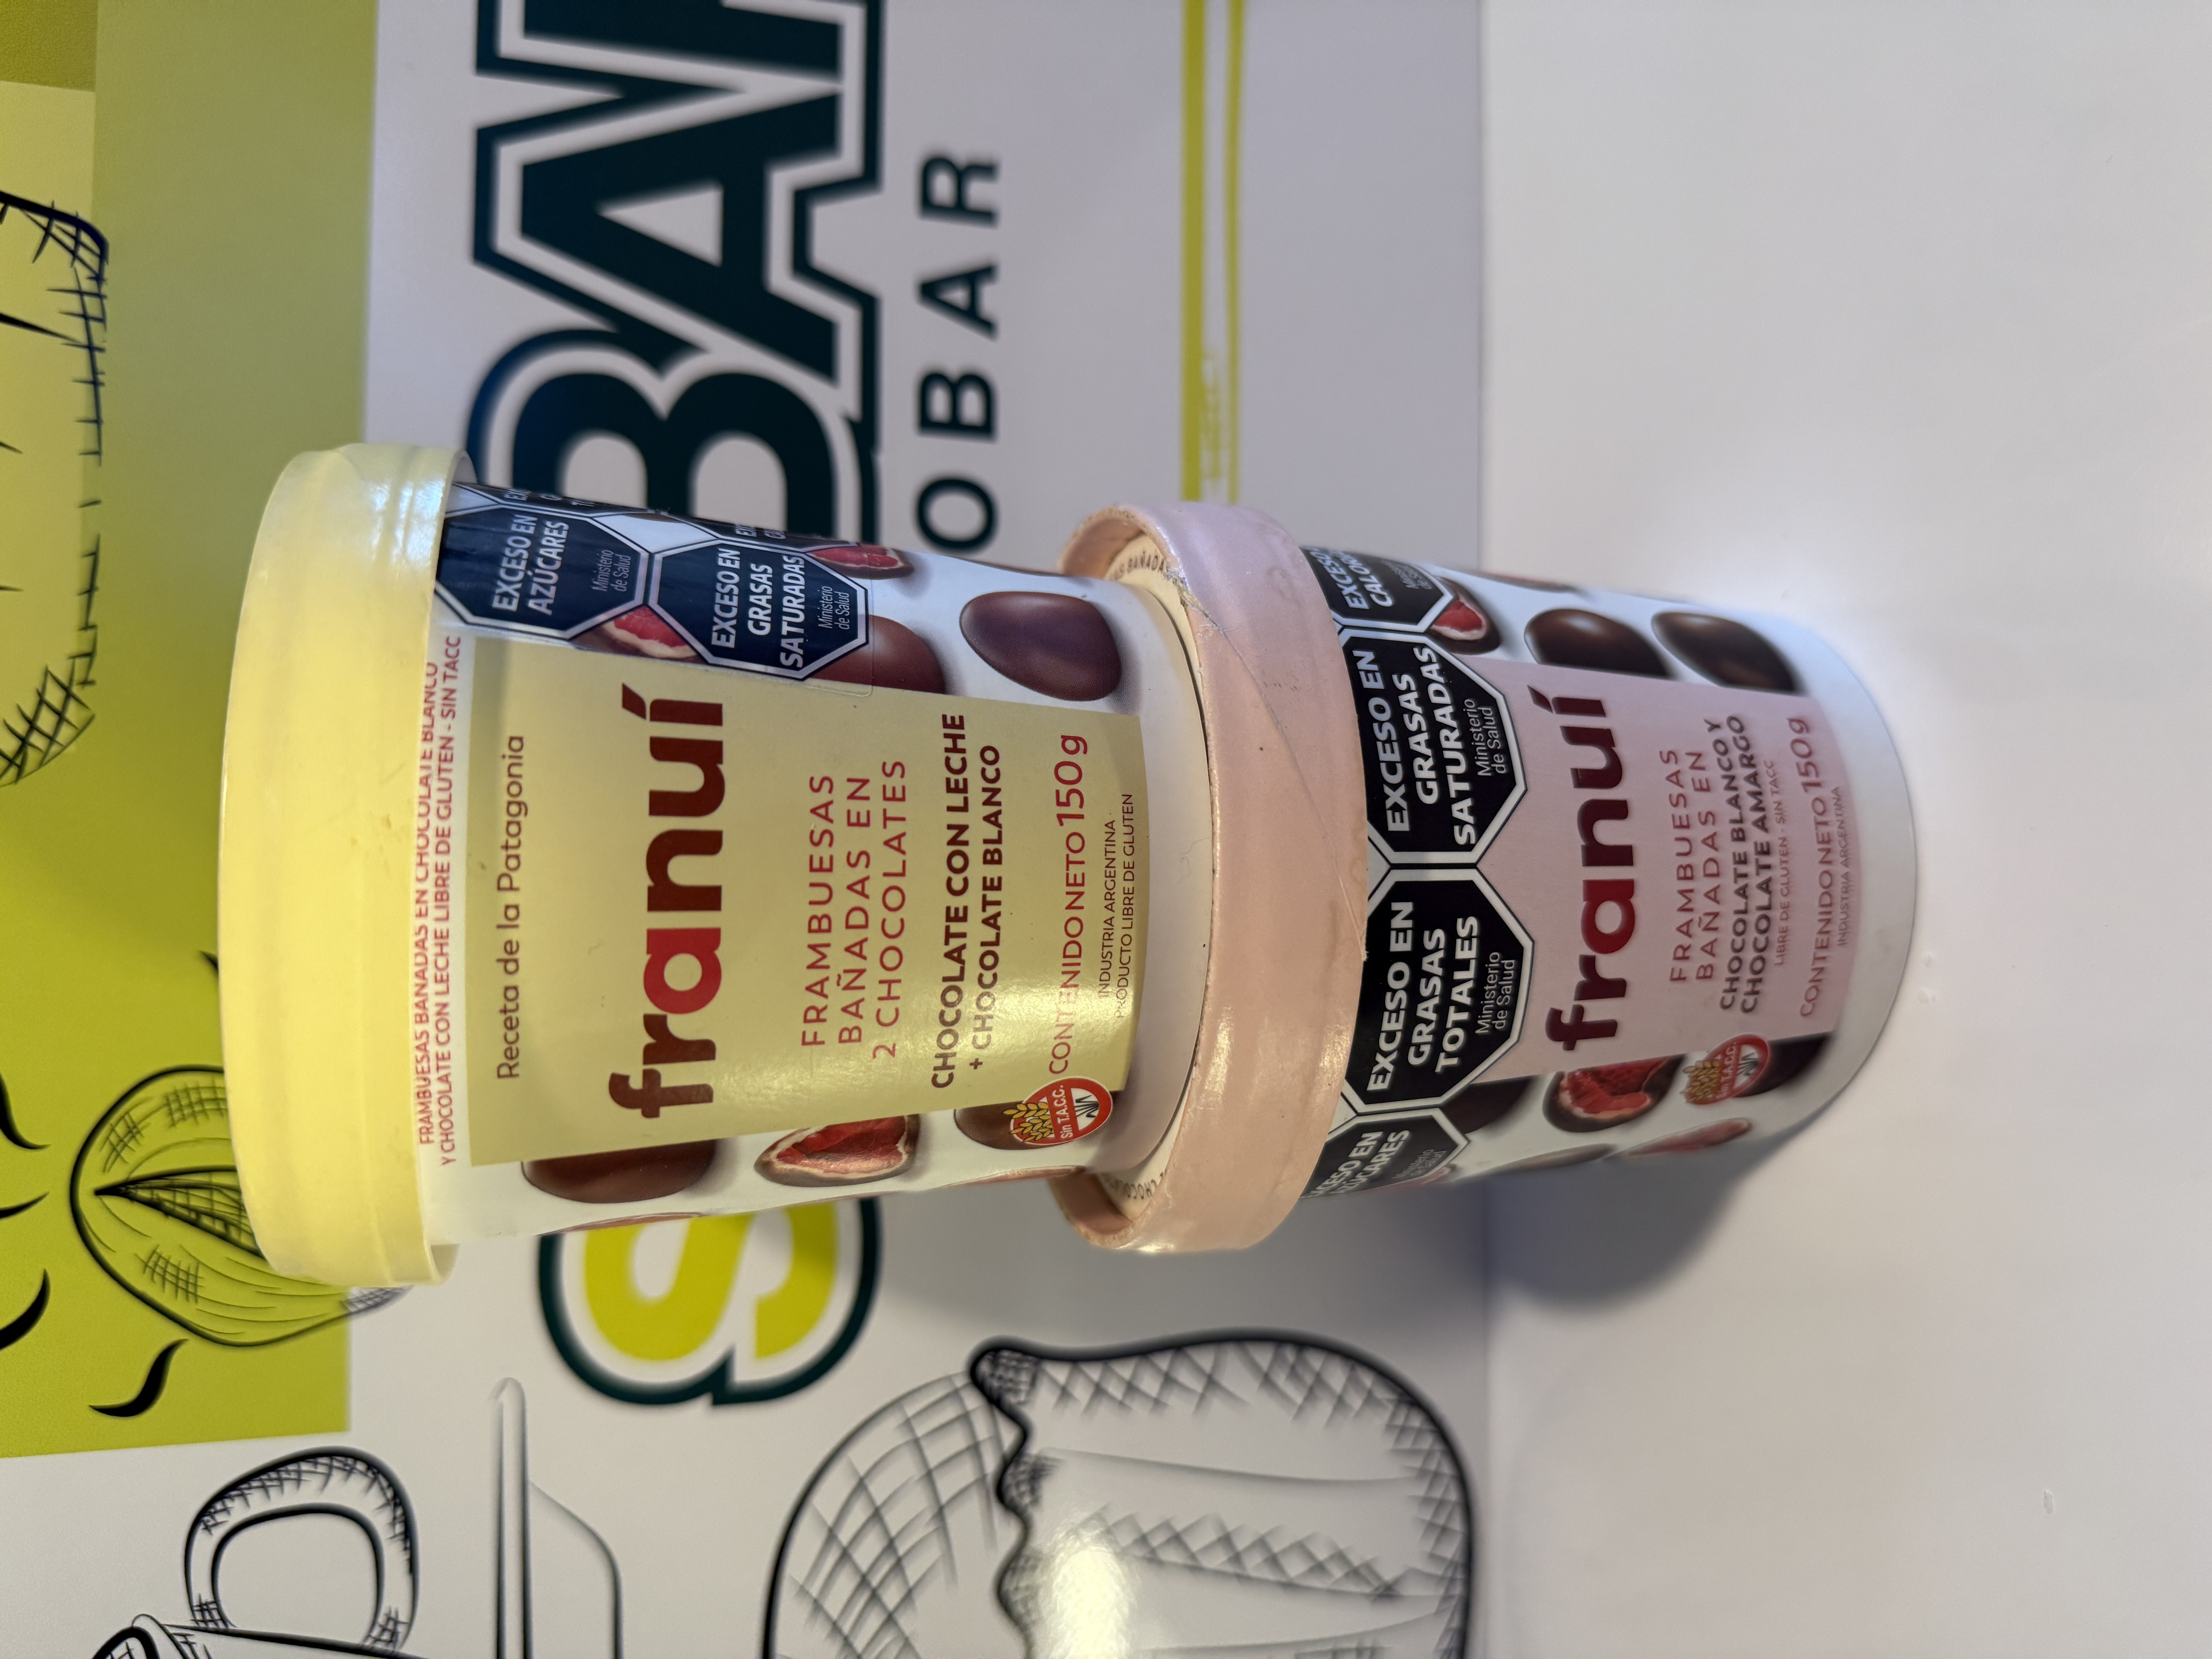 FRAMBUESAS BAÑADAS EN CHOCOLATE BLANCO
Y CHOCOLATE CON LECHE LIBRE DE GLUTEN - SIN TACC
Receta de la Patagonia
franuí
FRAMBUESAS
BAÑADAS EN
2 CHOCOLATES
CHOCOLATE CON LECHE
+ CHOCOLATE BLANCO
Sin T.A.C.C.
CONTENIDO NETO 150g
INDUSTRIA ARGENTINA
PRODUCTO LIBRE DE GLUTEN
EXCESO EN
AZÚCARES
Ministerio
de Salud
EXCESO EN
GRASAS
SATURADAS
Ministerio
de Salud
S
BAR
OBAR
EXCESO EN
AZÚCARES
Ministerio
de Salud
EXCESO EN
GRASAS
TOTALES
Ministerio
de Salud
EXCESO EN
GRASAS
SATURADAS
Ministerio
de Salud
EXCESO
CALORÍ
franuí
FRAMBUESAS
BAÑADAS EN
CHOCOLATE BLANCO Y
CHOCOLATE AMARGO
LIBRE DE GLUTEN - SIN TACC
Sin T.A.C.C.
CONTENIDO NETO 150g
INDUSTRIA ARGENTINA